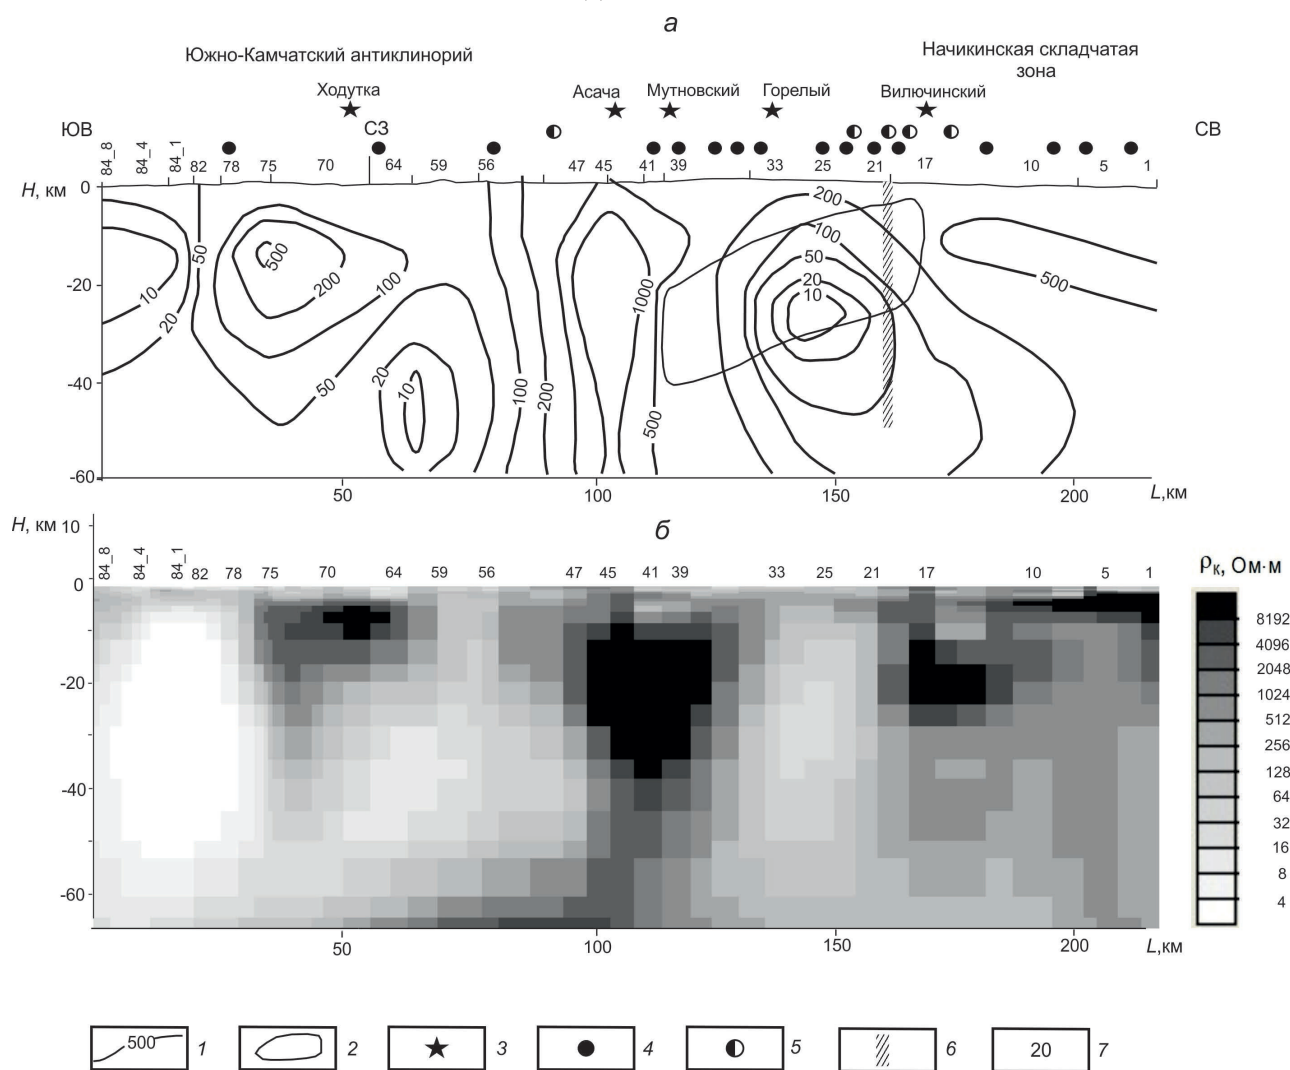 а
Южно-Камчатский антиклинорий
Начикинская складчатая
зона
Ходутка
Асача
Мутновский
Горелый
Вилючинский
ЮВ
СЗ
СВ
84_8 84_4 84_1 82 78 75 70 64 59 56 47 45 41 39 33 25 21 17 10 5 1
H, км
0
-20
-40
-60
10
20
50
500
200
100
50
20
10
100
200
1000
500
200
100
50
20
10
500
50 100 150 200 L,км
б
H, км 10
84_8 84_4 84_1 82 78 75 70 64 59 56 47 45 41 39 33 25 21 17 10 5 1
0
-20
-40
-60
50 100 150 200 L,км
ρк, Ом·м
8192
4096
2048
1024
512
256
128
64
32
16
8
4
500 1
2
3
4
5
6
20 7